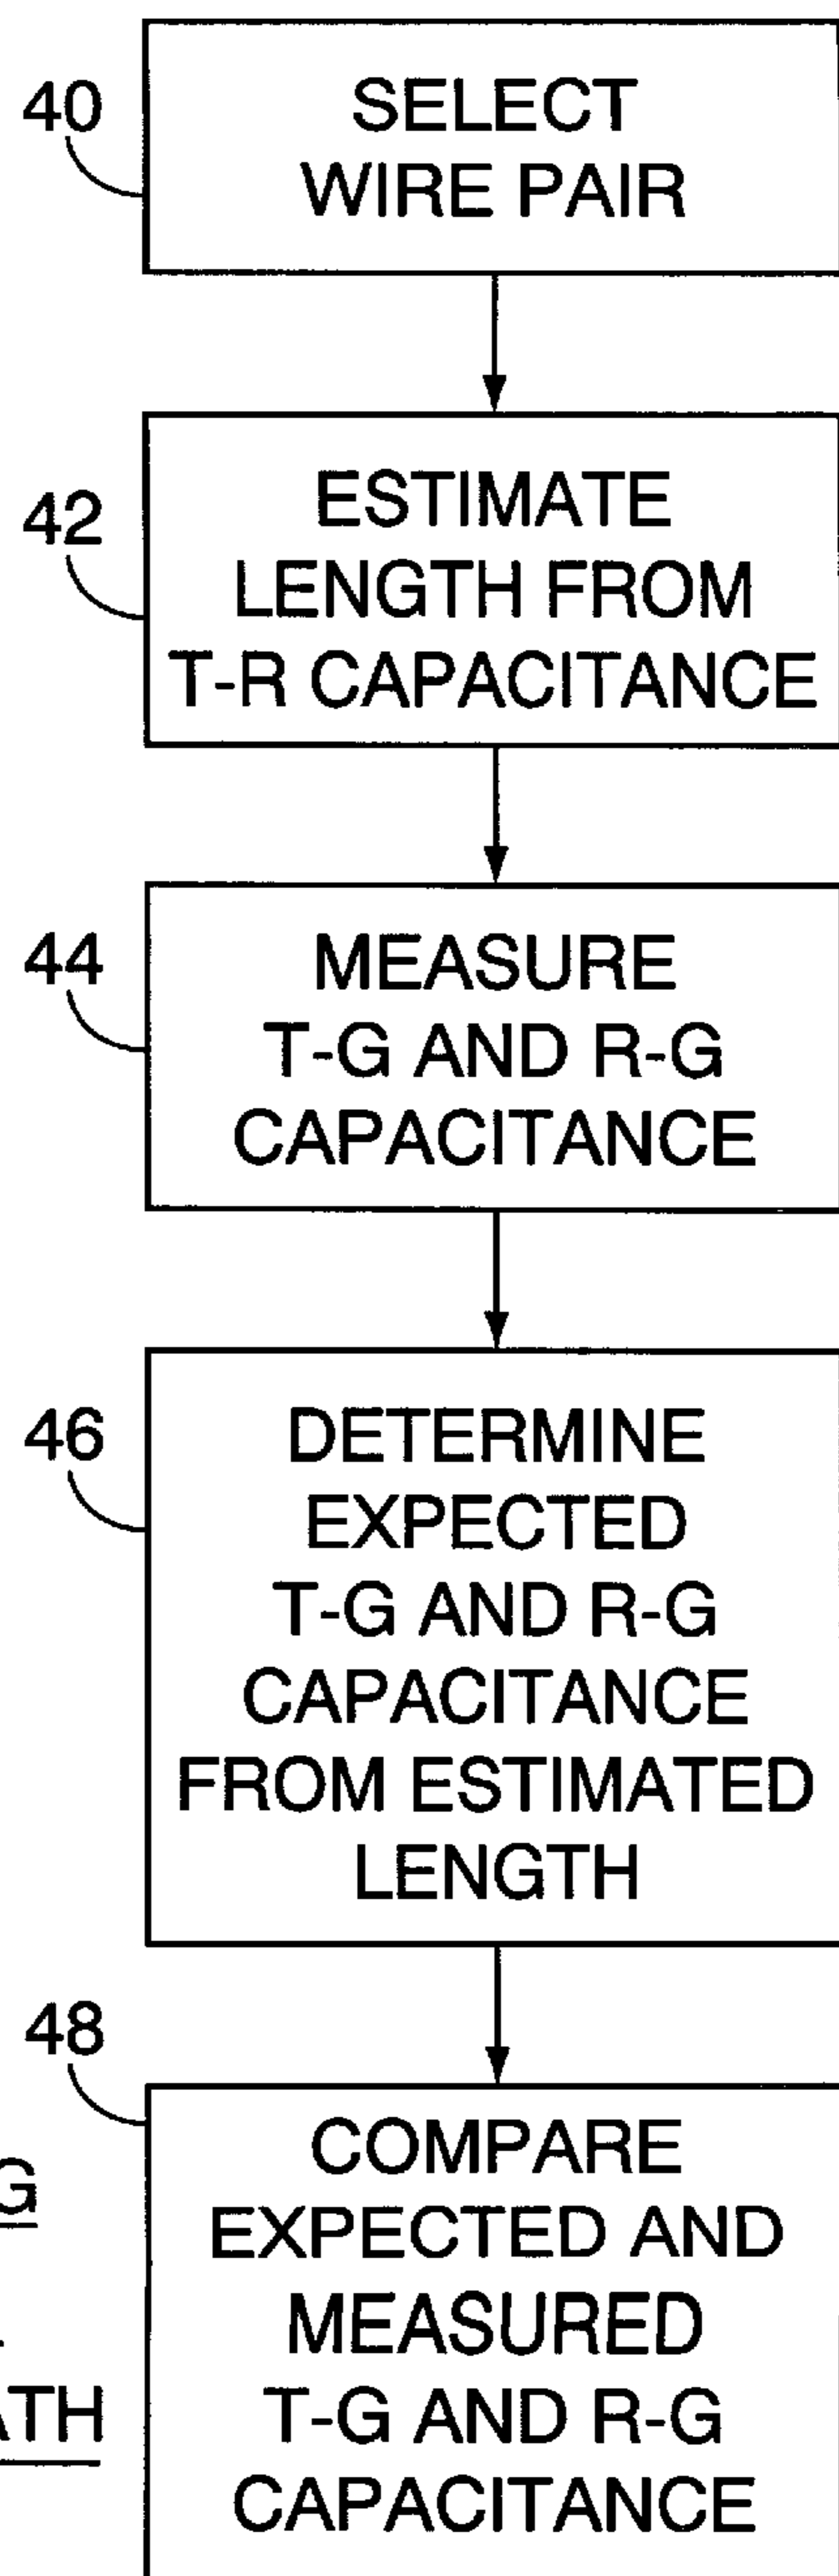 40
SELECT
WIRE PAIR
42
ESTIMATE
LENGTH FROM
T-R CAPACITANCE
44
MEASURE
T-G AND R-G
CAPACITANCE
46
DETERMINE
EXPECTED
T-G AND R-G
CAPACITANCE
FROM ESTIMATED
LENGTH
48
COMPARE
EXPECTED AND
MEASURED
T-G AND R-G
CAPACITANCE